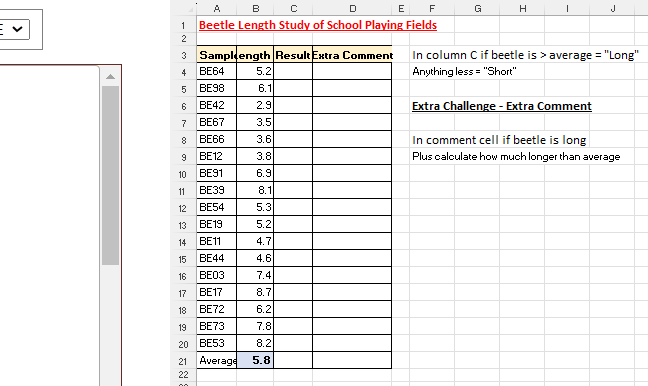 A B C D E F G H I J
1 Beetle Length Study of School Playing Fields
2
3 Sample Length Result Extra Comment In column C if beetle is > average = "Long"
4 BE64 5.2 Anything less = "Short"
5 BE98 6.1
6 BE42 2.9 Extra Challenge - Extra Comment
7 BE67 3.5
8 BE66 3.6 In comment cell if beetle is long
9 BE12 3.8 Plus calculate how much longer than average
10 BE91 6.9
11 BE39 8.1
12 BE54 5.3
13 BE19 5.2
14 BE11 4.7
15 BE44 4.6
16 BE03 7.4
17 BE17 8.7
18 BE72 6.2
19 BE73 7.8
20 BE53 8.2
21 Average 5.8
22